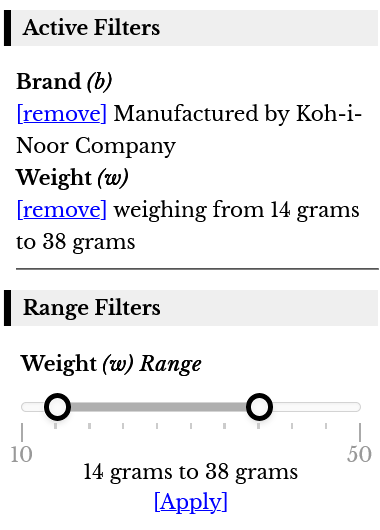 Active Filters
Brand (b)
[remove] Manufactured by Koh-i-
Noor Company
Weight (w)
[remove] weighing from 14 grams
to 38 grams
Range Filters
Weight (w) Range
10 50
14 grams to 38 grams
[Apply]